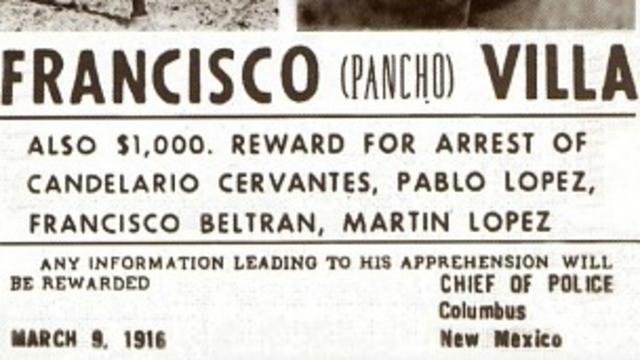 FRANCISCO (PANCHO) VILLA
ALSO $1,000. REWARD FOR ARREST OF
CANDELARIO CERVANTES, PABLO LOPEZ,
FRANCISCO BELTRAN, MARTIN LOPEZ
ANY INFORMATION LEADING TO HIS APPREHENSION WILL
BE REWARDED
CHIEF OF POLICE
Columbus
New Mexico
MARCH 9, 1916